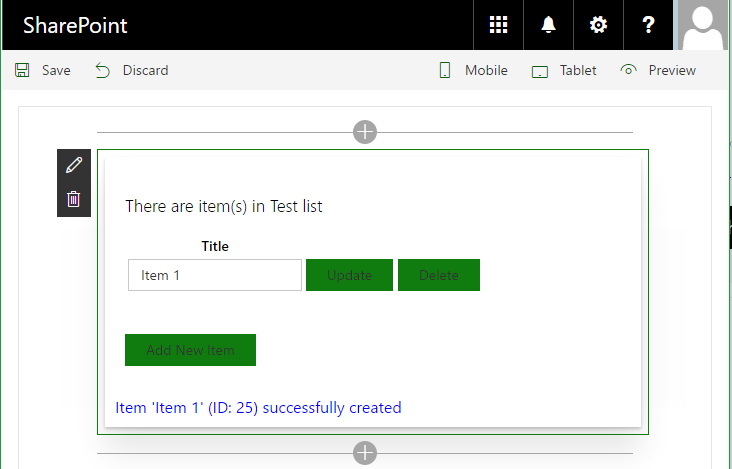 SharePoint
?
Save Discard Mobile Tablet Preview
There are item(s) in Test list
Title
Item 1 Update Delete
Add New Item
Item 'Item 1' (ID: 25) successfully created